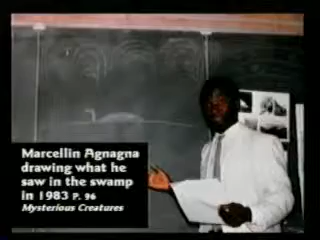 Marcellin Agnagna
drawing what he
saw in the swamp
in 1983 P. 96
Mysterious Creatures